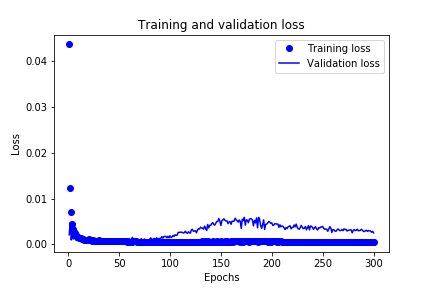 Training and validation loss
Training loss
Validation loss
0.04
0.03
0.02
0.01
0.00
Loss
0 50 100 150 200 250 300
Epochs